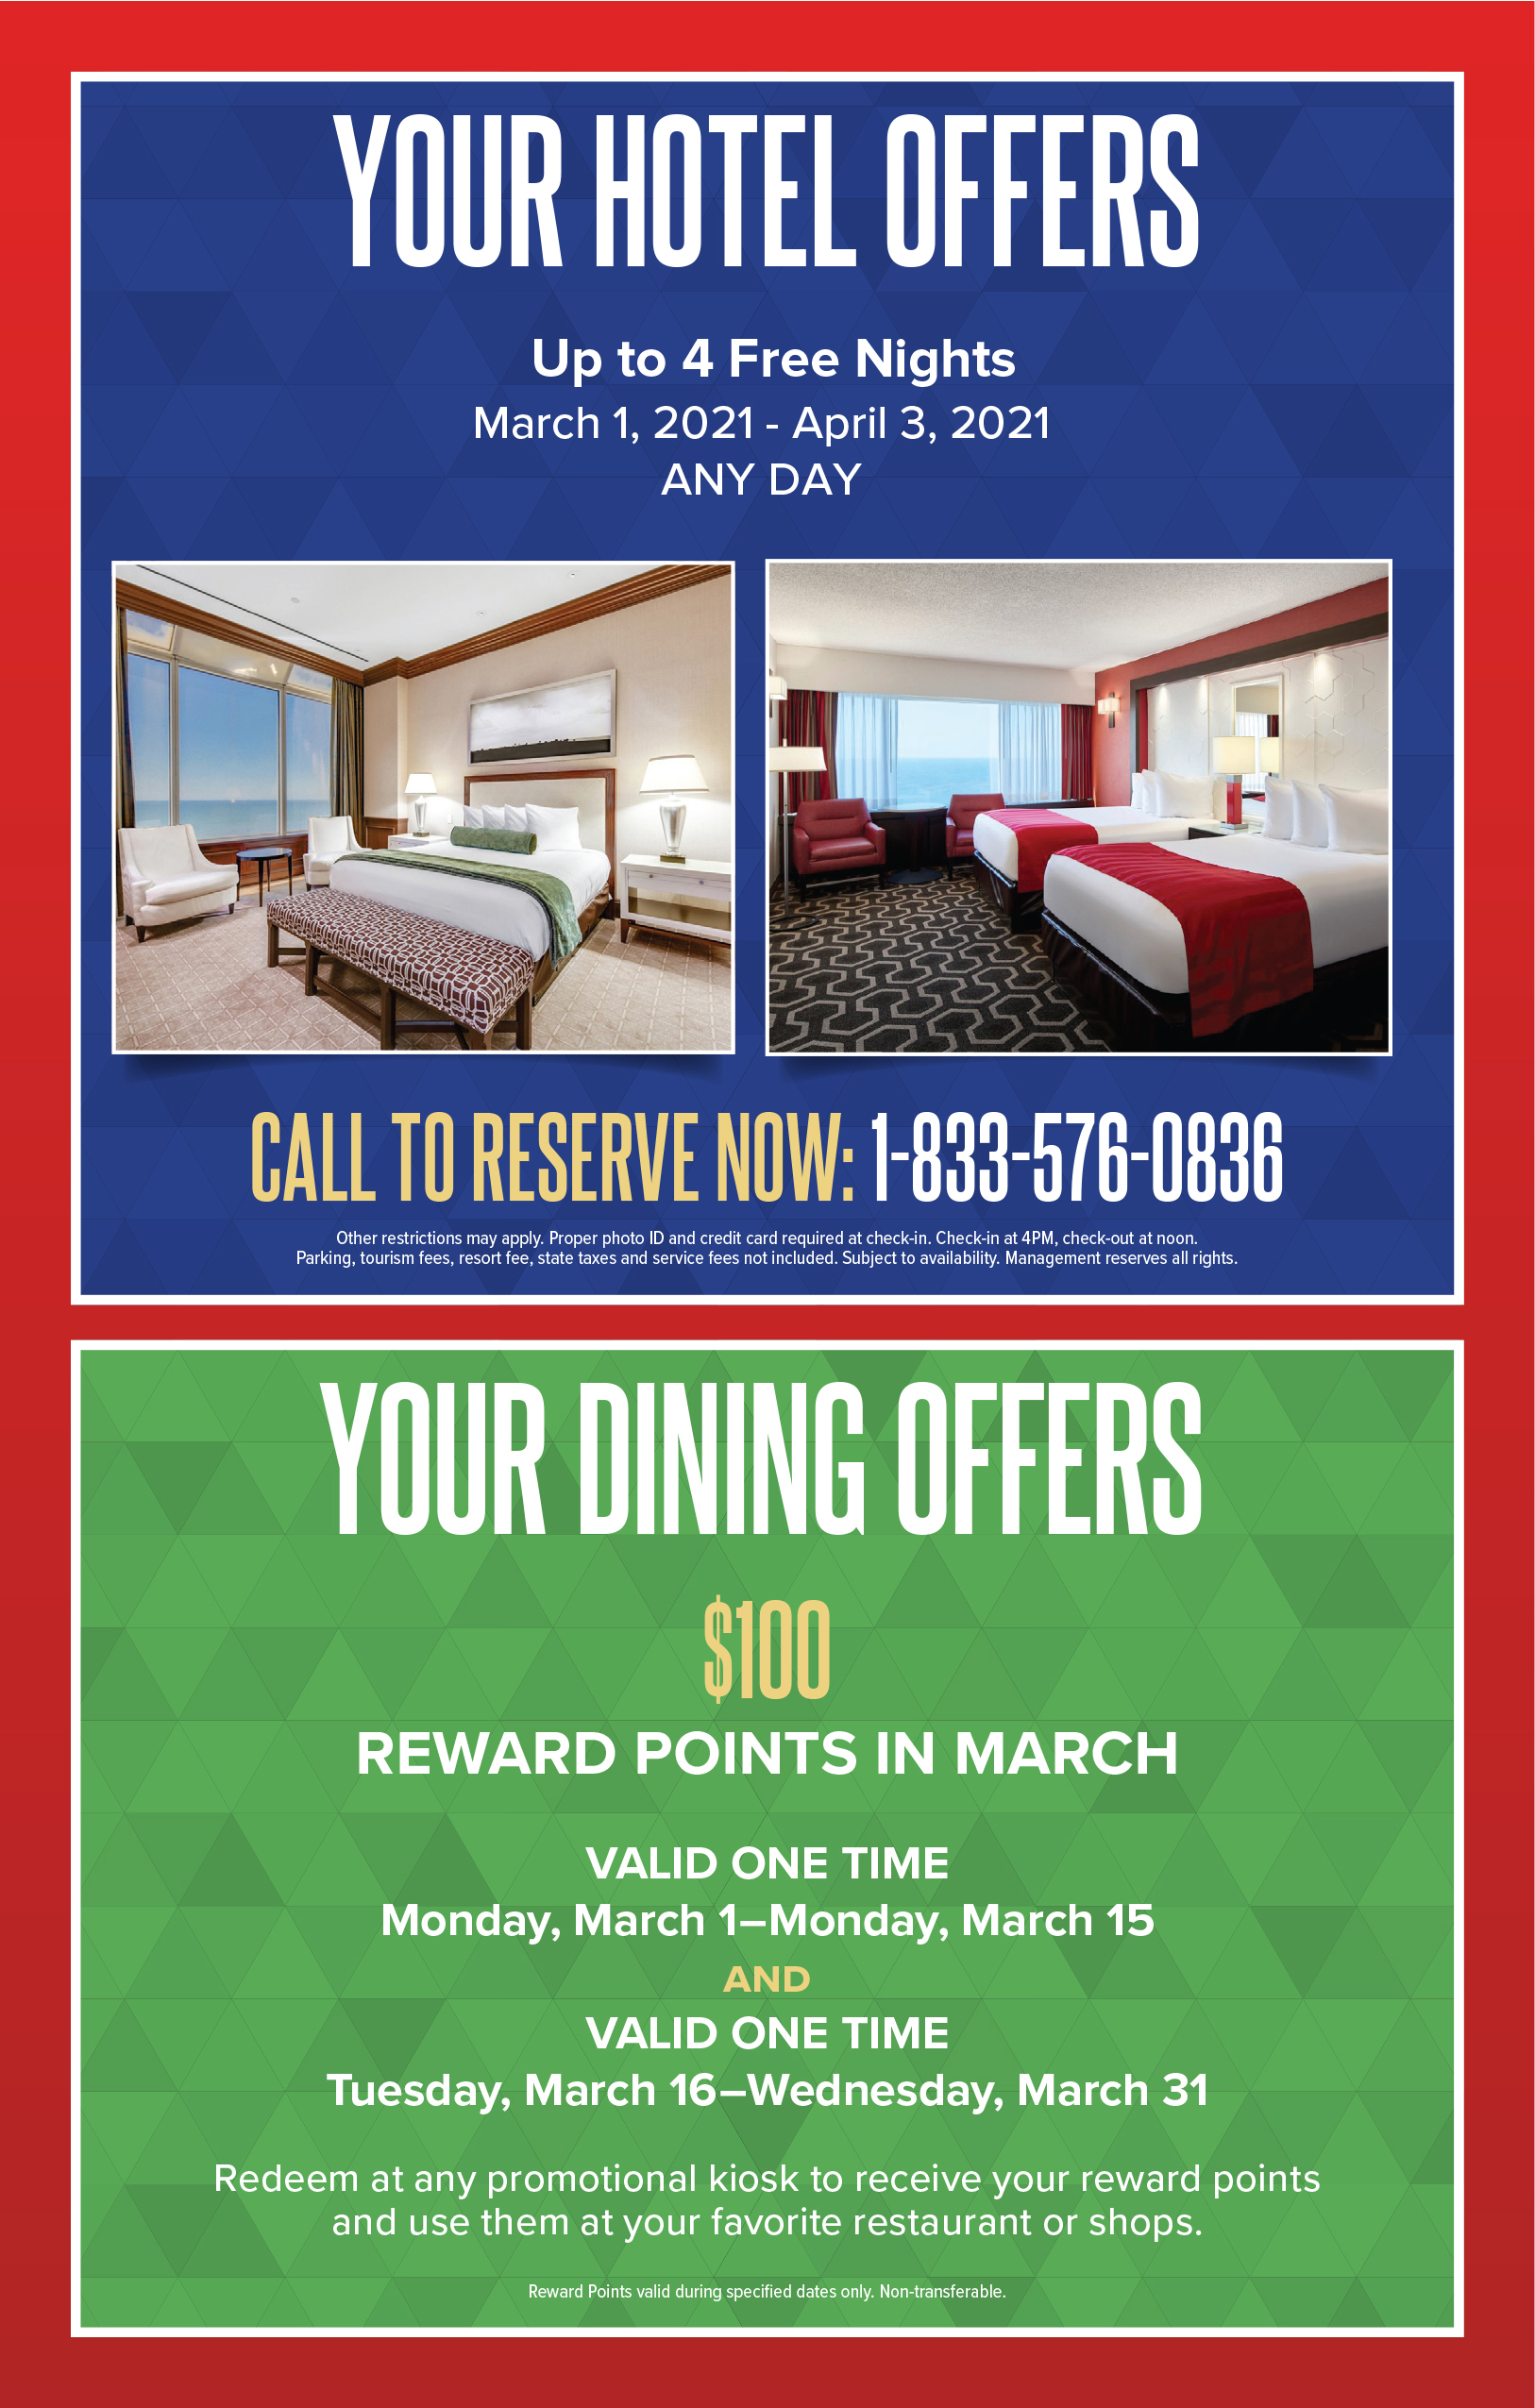 YOUR HOTEL OFFERS
Up to 4 Free Nights
March 1, 2021 - April 3, 2021
ANY DAY
CALL TO RESERVE NOW: 1-833-576-0836
Other restrictions may apply. Proper photo ID and credit card required at check-in. Check-in at 4PM, check-out at noon.
Parking, tourism fees, resort fee, state taxes and service fees not included. Subject to availability. Management reserves all rights.
YOUR DINING OFFERS
$100
REWARD POINTS IN MARCH
VALID ONE TIME
Monday, March 1–Monday, March 15
AND
VALID ONE TIME
Tuesday, March 16–Wednesday, March 31
Redeem at any promotional kiosk to receive your reward points
and use them at your favorite restaurant or shops.
Reward Points valid during specified dates only. Non-transferable.